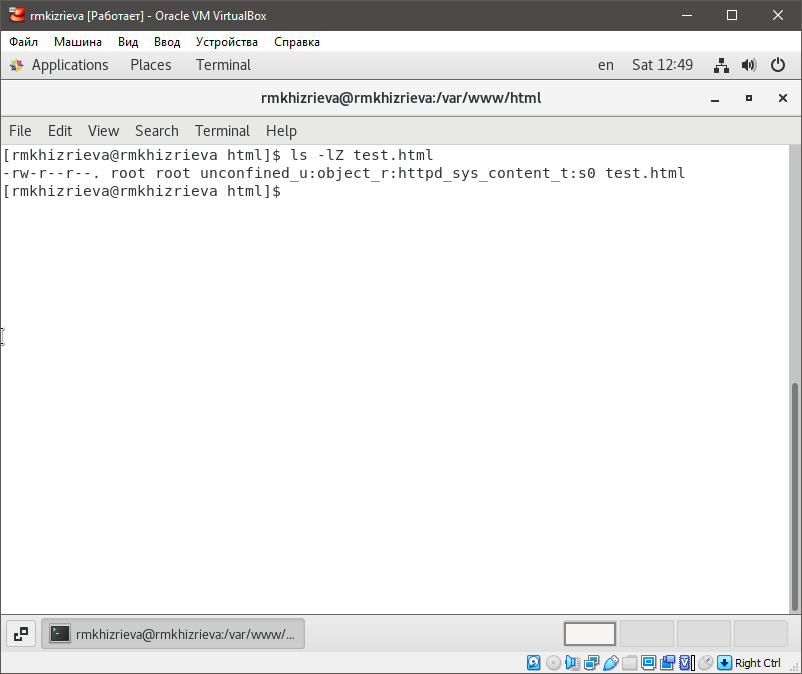 rmkizrieva [Работает] - Oracle VM VirtualBox
Файл Машина Вид Ввод Устройства Справка
Applications Places Terminal en Sat 12:49
rmkhizrieva@rmkhizrieva:/var/www/html
File Edit View Search Terminal Help
[rmkhizrieva@rmkhizrieva html]$ ls -lZ test.html
-rw-r--r--. root root unconfined_u:object_r:httpd_sys_content_t:s0 test.html
[rmkhizrieva@rmkhizrieva html]$
rmkhizrieva@rmkhizrieva:/var/www/...
Right Ctrl